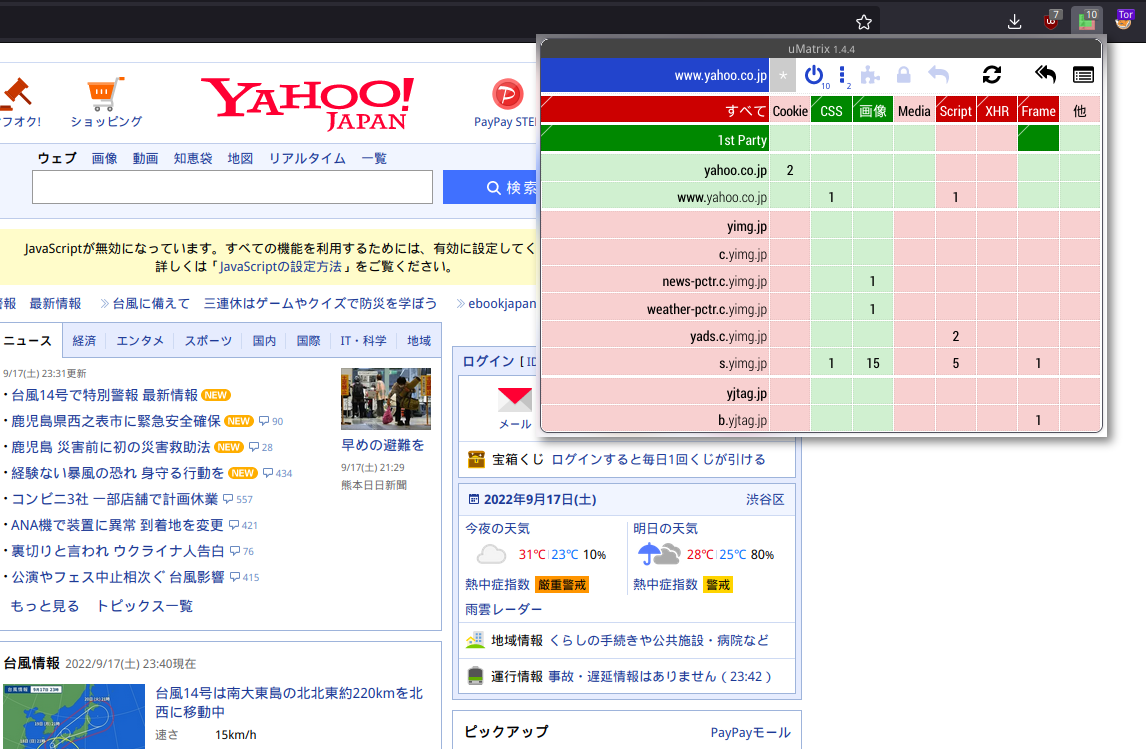 7
10
Tor
uMatrix 1.4.4
www.yahoo.co.jp
*
10
2
すべて Cookie CSS 画像 Media Script XHR Frame 他
1st Party
yahoo.co.jp 2
www.yahoo.co.jp 1 1
yimg.jp
c.yimg.jp
news-pctr.c.yimg.jp 1
weather-pctr.c.yimg.jp 1
yads.c.yimg.jp 2
s.yimg.jp 1 15 5 1
yjtag.jp
b.yjtag.jp 1
フオク!
ショッピング
YAHOO!
JAPAN
PayPay STE
ウェブ 画像 動画 知恵袋 地図 リアルタイム 一覧
検索
JavaScriptが無効になっています。すべての機能を利用するためには、有効に設定してく
詳しくは「JavaScriptの設定方法」をご覧ください。
報 最新情報 台風に備えて 三連休はゲームやクイズで防災を学ぼう ebookjapan
ニュース 経済 エンタメ スポーツ 国内 国際 IT・科学 地域
9/17(土) 23:31更新
・台風14号で特別警報 最新情報 NEW
・鹿児島県西之表市に緊急安全確保 NEW 90
・鹿児島 災害前に初の災害救助法 NEW 28
・経験ない暴風の恐れ 身守る行動を NEW 434
・コンビニ3社 一部店舗で計画休業 557
・ANA機で装置に異常 到着地を変更 421
・裏切りと言われ ウクライナ人告白 76
・公演やフェス中止相次ぐ 台風影響 415
もっと見る トピックス一覧
早めの避難を
9/17(土) 21:29
熊本日日新聞
台風情報 2022/9/17(土) 23:40現在
台風情報 9月17日 23時
台風14号は南大東島の北北東約220kmを北
西に移動中
速さ 15km/h
ログイン [ID
メール
宝箱くじ ログインすると毎日1回くじが引ける
2022年9月17日(土) 渋谷区
今夜の天気 明日の天気
31℃ 23℃ 10% 28℃ 25℃ 80%
熱中症指数 厳重警戒 熱中症指数 警戒
雨雲レーダー
地域情報 くらしの手続きや公共施設・病院など
運行情報 事故・遅延情報はありません（23:42）
ピックアップ PayPayモール